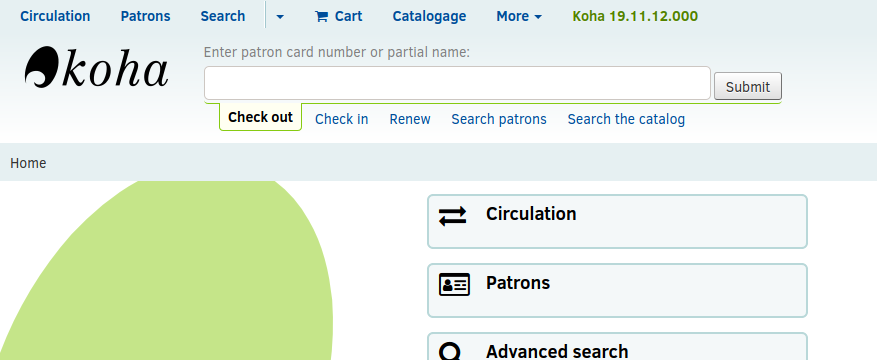 Circulation Patrons Search Cart Catalogage More Koha 19.11.12.000
koha
Enter patron card number or partial name:
Submit
Check out Check in Renew Search patrons Search the catalog
Home
Circulation
Patrons
Advanced search